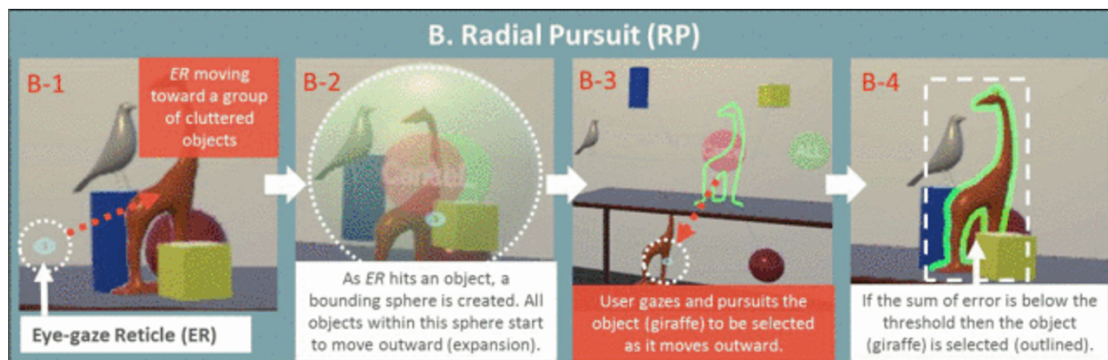 B. Radial Pursuit (RP)
B-1
ER moving
toward a group
of cluttered
objects
Eye-gaze Reticle (ER)
B-2
Cancel
As ER hits an object, a
bounding sphere is created. All
objects within this sphere start
to move outward (expansion).
B-3
ALL
User gazes and pursuits the
object (giraffe) to be selected
as it moves outward.
B-4
If the sum of error is below the
threshold then the object
(giraffe) is selected (outlined).